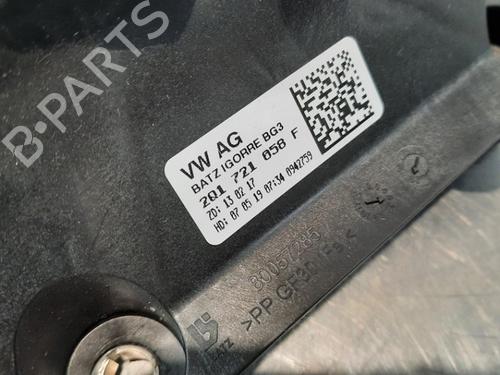 B-PARTS
VW AG
BATZ IGORRE BG3
2Q1 721 058 F
ZD: 13 02 17
HD: 07 05 19 07:34 0942759
80057285
BATZ >PP GF30